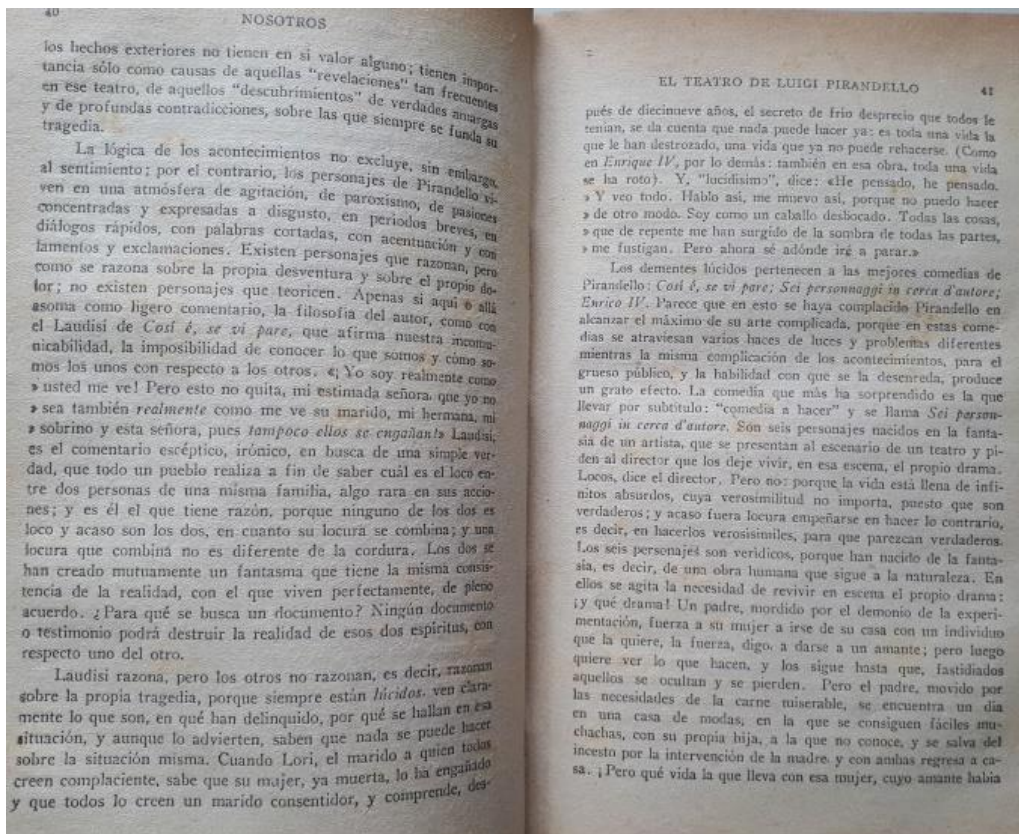 40
NOSOTROS
los hechos exteriores no tienen en si valor alguno; tienen impor-
tancia sólo como causas de aquellas "revelaciones" tan frecuentes
en ese teatro, de aquellos "descubrimientos" de verdades amargas
y de profundas contradicciones, sobre las que siempre se funda su
tragedia.
La lógica de los acontecimientos no excluye, sin embargo,
al sentimiento; por el contrario, los personajes de Pirandello vi-
ven en una atmósfera de agitación, de paroxismo, de pasiones
concentradas y expresadas a disgusto, en periodos breves, en
diálogos rápidos, con palabras cortadas, con acentuación y con
lamentos y exclamaciones. Existen personajes que razonan, pero
como se razona sobre la propia desventura y sobre el propio do-
lor; no existen personajes que teoricen. Apenas si aquí o allá
asoma como ligero comentario, la filosofía del autor, como con
el Laudisi de Così é, se vi pare, que afirma nuestra incomu-
nicabilidad, la imposibilidad de conocer lo que somos y cómo so-
mos los unos con respecto a los otros. «¡Yo soy realmente como
» usted me ve! Pero esto no quita, mi estimada señora, que yo no
» sea también realmente como me ve su marido, mi hermana, mi
» sobrino y esta señora, pues tampoco ellos se engañan!» Laudisi,
es el comentario escéptico, irónico, en busca de una simple ver-
dad, que todo un pueblo realiza a fin de saber cuál es el loco en-
tre dos personas de una misma familia, algo rara en sus accio-
nes; y es él el que tiene razón, porque ninguno de los dos es
loco y acaso son los dos, en cuanto su locura se combina; y una
locura que combina no es diferente de la cordura. Los dos se
han creado mutuamente un fantasma que tiene la misma consis-
tencia de la realidad, con el que viven perfectamente, de pleno
acuerdo. ¿Para qué se busca un documento? Ningún documento
o testimonio podrá destruir la realidad de esos dos espiritus, con
respecto uno del otro.
Laudisi razona, pero los otros no razonan, es decir, razonan
sobre la propia tragedia, porque siempre están lúcidos, ven clara-
mente lo que son, en qué han delinquido, por qué se hallan en esa
situación, y aunque lo advierten, saben que nada se puede hacer
sobre la situación misma. Cuando Lori, el marido a quien todos
creen complaciente, sabe que su mujer, ya muerta, lo ha engañado
y que todos lo creen un marido consentidor, y comprende, des-
EL TEATRO DE LUIGI PIRANDELLO
41
pués de diecinueve años, el secreto de frío desprecio que todos le
tenían, se da cuenta que nada puede hacer ya: es toda una vida la
que le han destrozado, una vida que ya no puede rehacerse. (Como
en Enrique IV, por lo demás: también en esa obra, toda una vida
se ha roto). Y, "lucidísimo", dice: «He pensado, he pensado.
» Y veo todo. Hablo así, me muevo así, porque no puedo hacer
» de otro modo. Soy como un caballo desbocado. Todas las cosas,
» que de repente me han surgido de la sombra de todas las partes,
» me fustigan. Pero ahora sé adónde iré a parar.»
Los dementes lúcidos pertenecen a las mejores comedias de
Pirandello: Così é, se vi pare; Sei personnaggi in cerca d'autore;
Enrico IV. Parece que en esto se haya complacido Pirandello en
alcanzar el máximo de su arte complicada, porque en estas come-
dias se atraviesan varios haces de luces y problemas diferentes
mientras la misma complicación de los acontecimientos, para el
grueso público, y la habilidad con que se la desenreda, produce
un grato efecto. La comedia que más ha sorprendido es la que
llevar por subtítulo: "comedia a hacer" y se llama Sei person-
naggi in cerca d'autore. Son seis personajes nacidos en la fanta-
sía de un artista, que se presentan al escenario de un teatro y pi-
den al director que los deje vivir, en esa escena, el propio drama.
Locos, dice el director. Pero no: porque la vida está llena de infi-
nitos absurdos, cuya verosimilitud no importa, puesto que son
verdaderos; y acaso fuera locura empeñarse en hacer lo contrario,
es decir, en hacerlos verosísimiles, para que parezcan verdaderos.
Los seis personajes son verídicos, porque han nacido de la fanta-
sía, es decir, de una obra humana que sigue a la naturaleza. En
ellos se agita la necesidad de revivir en escena el propio drama:
¡y qué drama! Un padre, mordido por el demonio de la experi-
mentación, fuerza a su mujer a irse de su casa con un individuo
que la quiere, la fuerza, digo, a darse a un amante; pero luego
quiere ver lo que hacen, y los sigue hasta que, fastidiados
aquellos se ocultan y se pierden. Pero el padre, movido por
las necesidades de la carne miserable, se encuentra un día
en una casa de modas, en la que se consiguen fáciles mu-
chachas, con su propia hija, a la que no conoce, y se salva del
incesto por la intervención de la madre, y con ambas regresa a ca-
sa. ¡Pero qué vida la que lleva con esa mujer, cuyo amante había